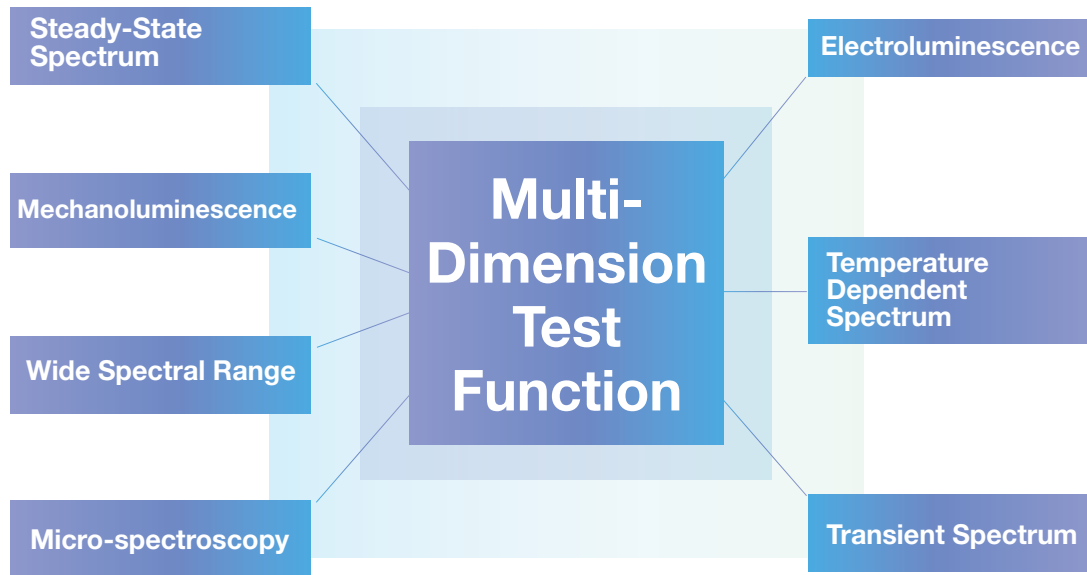 Steady-State
Spectrum
Mechanoluminescence
Wide Spectral Range
Micro-spectroscopy
Multi-
Dimension
Test
Function
Electroluminescence
Temperature
Dependent
Spectrum
Transient Spectrum